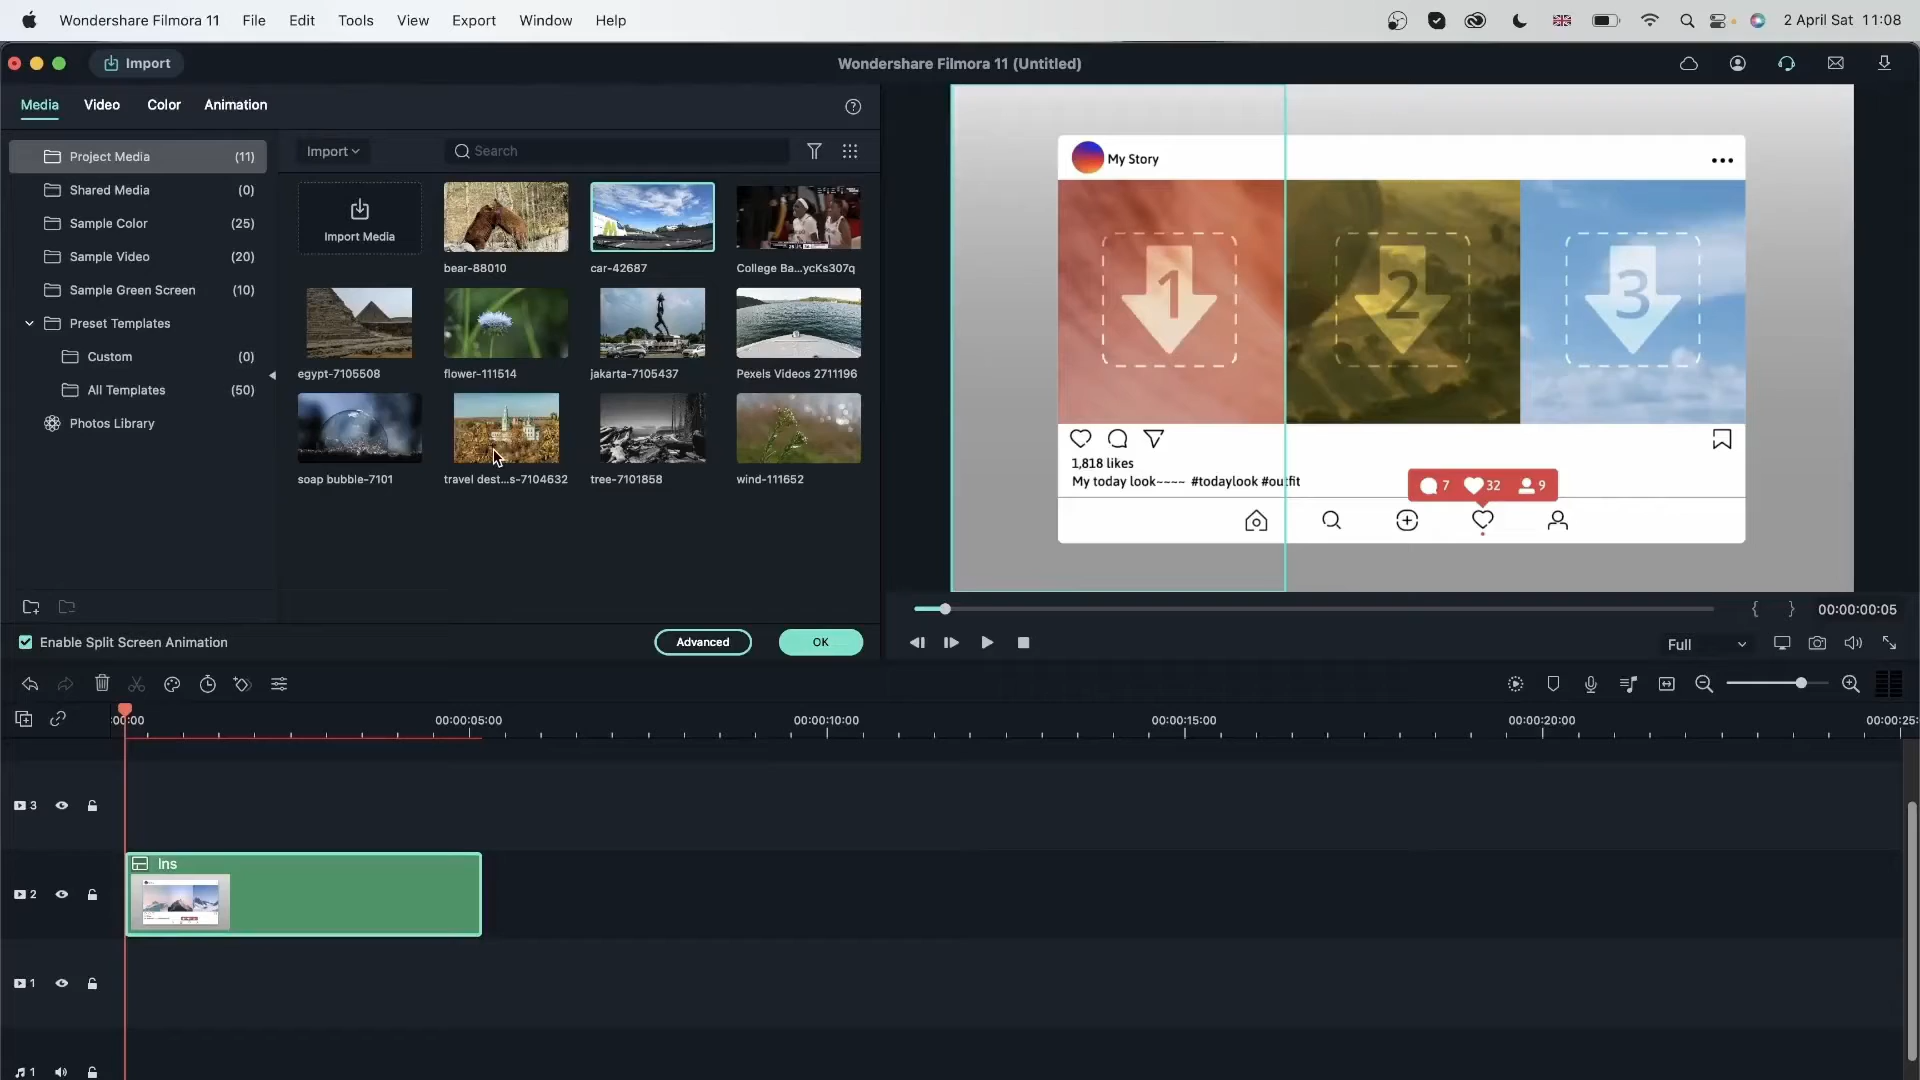 Wondershare Filmora 11 File Edit Tools View Export Window Help 2 April Sat 11:08
Import Wondershare Filmora 11 (Untitled)
Media Video Color Animation
Project Media (11)
Shared Media (0)
Sample Color (25)
Sample Video (20)
Sample Green Screen (10)
Preset Templates
Custom (0)
All Templates (50)
Photos Library
Import Search
Import Media
bear-88010 car-42687 College Ba...ycKs307q
egypt-7105508 flower-111514 jakarta-7105437 Pexels Videos 2711196
soap bubble-7101 travel dest...s-7104632 tree-7101858 wind-111652
My Story
1 2 3
1,818 likes
My today look~~~~ #todaylook #outfit
7 32 9
Enable Split Screen Animation Advanced OK
{ } 00:00:00:05
Full
:00:00 00:00:05:00 00:00:10:00 00:00:15:00 00:00:20:00 00:00:25:
3
2
Ins
1
1